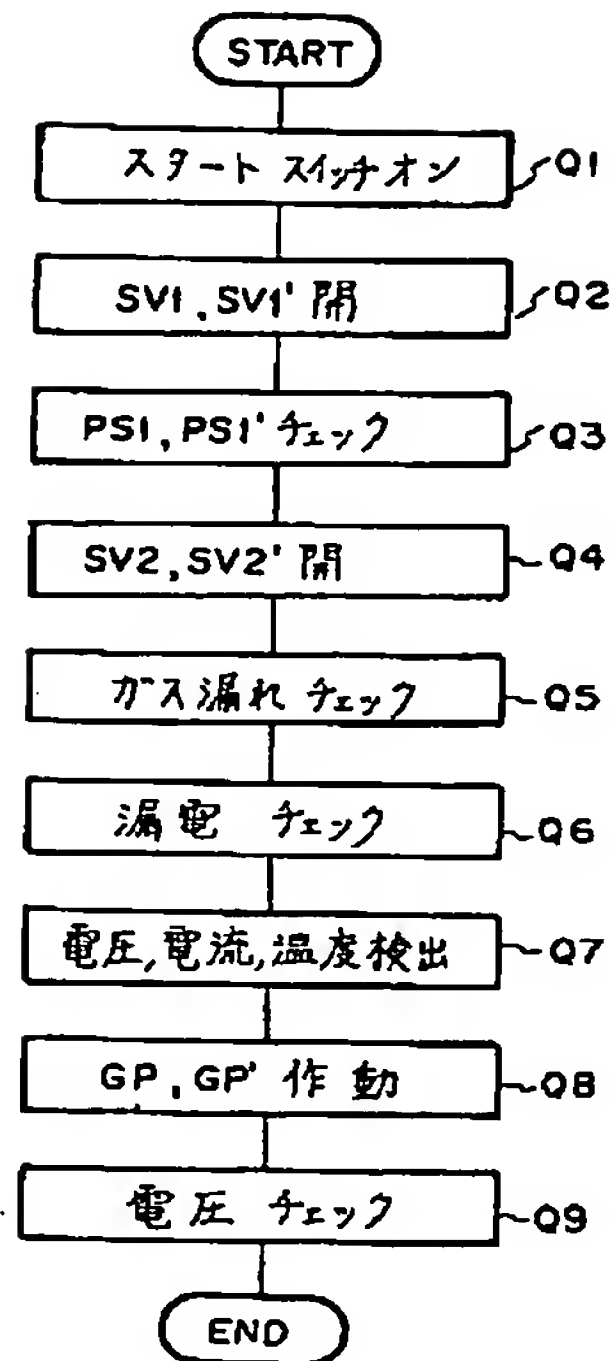 START
スタート スイッチオン Q1
SV1, SV1' 開 Q2
PS1, PS1' チェック Q3
SV2, SV2' 開 Q4
ガス漏れ チェック Q5
漏電 チェック Q6
電圧,電流,温度検出 Q7
GP, GP' 作動 Q8
電圧 チェック Q9
END